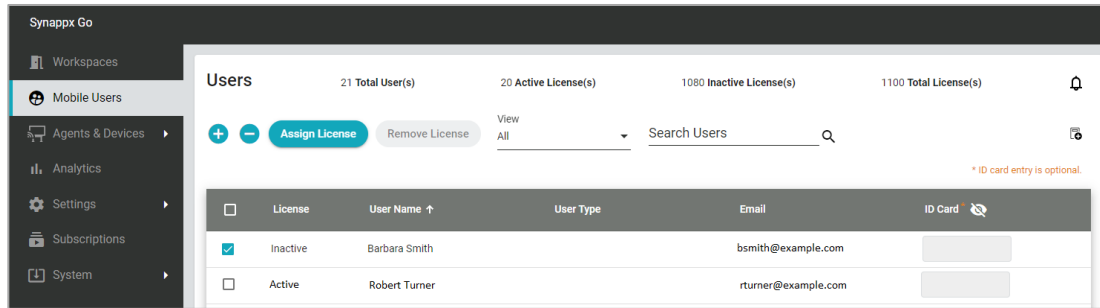 Synappx Go
Workspaces
Mobile Users
Agents & Devices
Analytics
Settings
Subscriptions
System
Users
21 Total User(s)
20 Active License(s)
1080 Inactive License(s)
1100 Total License(s)
Assign License
Remove License
View
All
Search Users
* ID card entry is optional.
License User Name User Type Email ID Card *
Inactive Barbara Smith bsmith@example.com
Active Robert Turner rturner@example.com